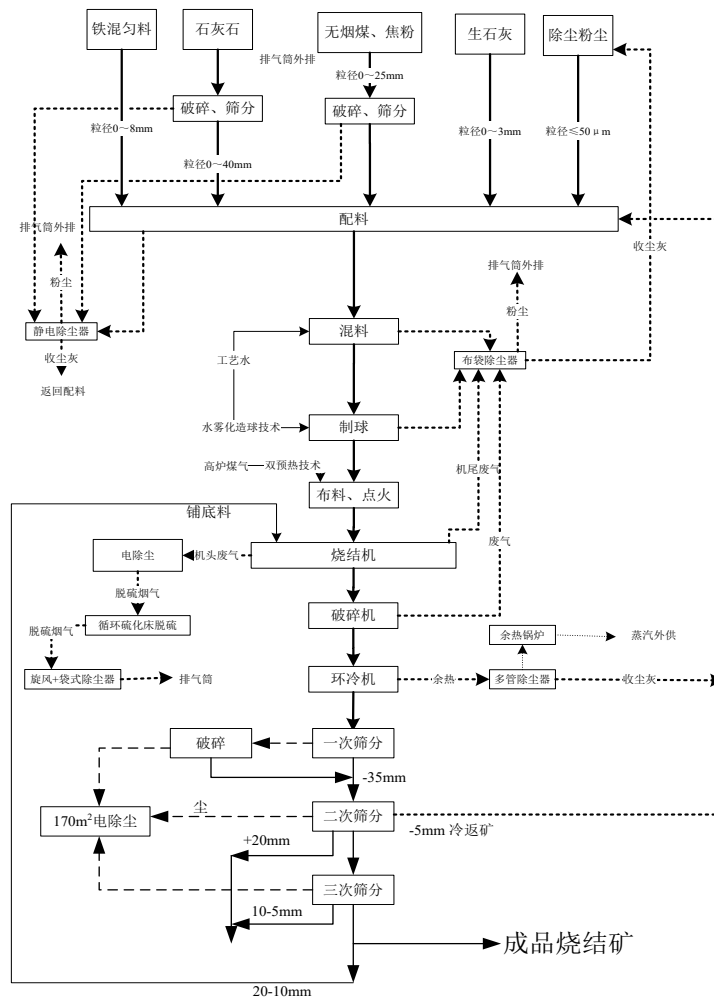 铁混匀料
石灰石
无烟煤、焦粉
生石灰
除尘粉尘
排气筒外排
粒径0～25mm
破碎、筛分
破碎、筛分
粒径0～8mm
粒径0～3mm
粒径≤50μm
粒径0～40mm
配料
排气筒外排
收尘灰
排气筒外排
粉尘
粉尘
静电除尘器
混料
收尘灰
工艺水
布袋除尘器
返回配料
水雾化造球技术
制球
高炉煤气
双预热技术
机尾废气
布料、点火
铺底料
废气
电除尘
机头废气
烧结机
脱硫烟气
破碎机
循环硫化床脱硫
脱硫烟气
余热锅炉
蒸汽外供
旋风+袋式除尘器
排气筒
环冷机
余热
多管除尘器
收尘灰
破碎
一次筛分
-35mm
尘
170m²电除尘
二次筛分
-5mm 冷返矿
+20mm
三次筛分
10-5mm
成品烧结矿
20-10mm